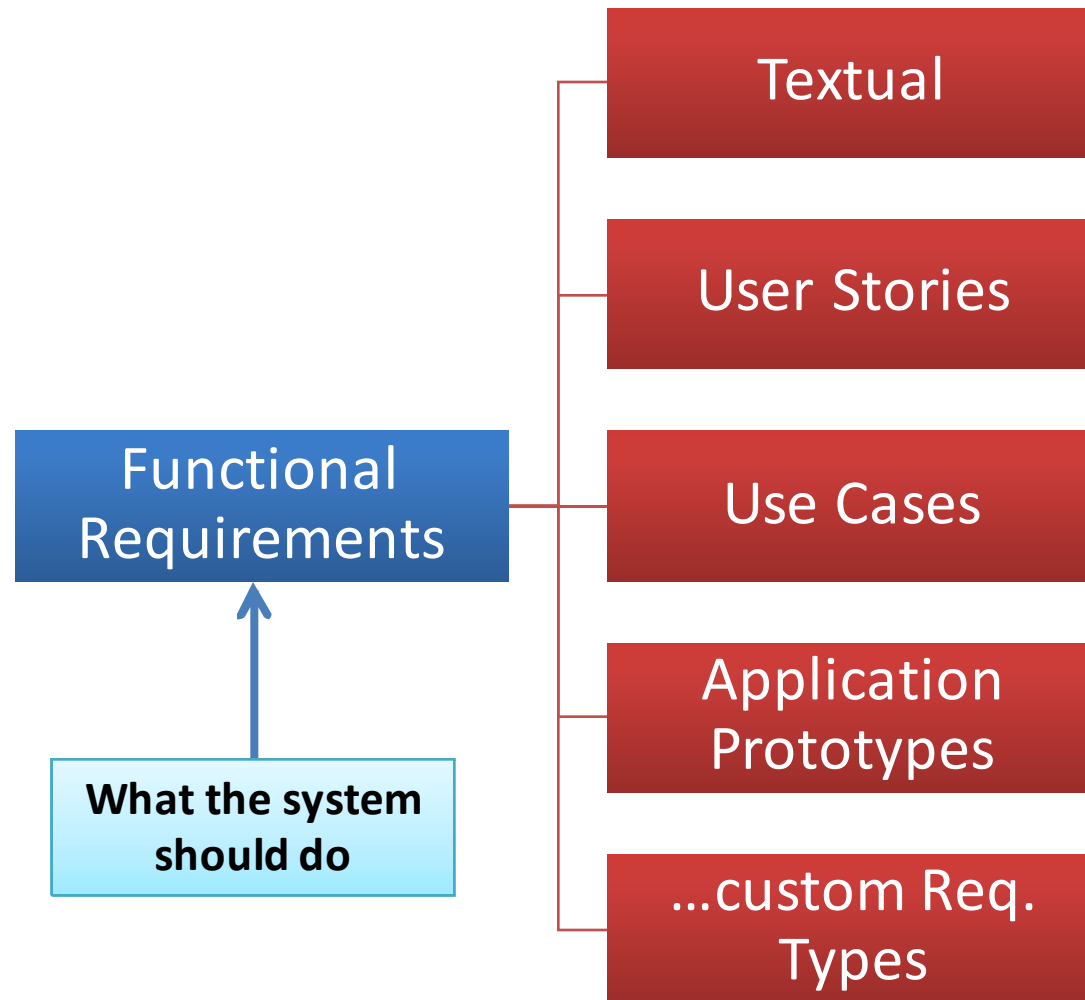 Textual
User Stories
Functional
Requirements
Use Cases
Application
Prototypes
What the system
should do
...custom Req.
Types